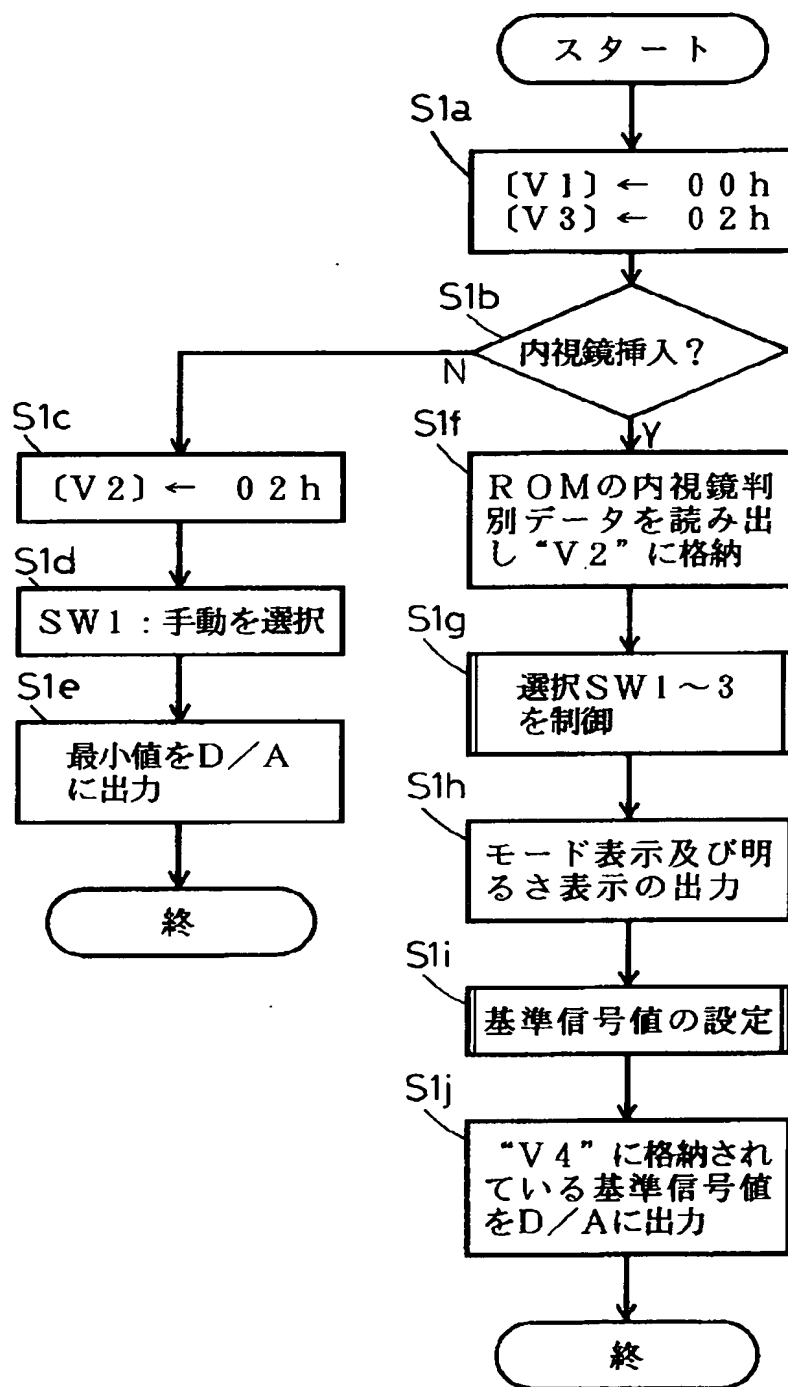 スタート
S1a
〔V1〕← 00h
〔V3〕← 02h
S1b
内視鏡挿入？
N
Y
S1c
〔V2〕← 02h
S1d
SW1：手動を選択
S1e
最小値をD／A
に出力
終
S1f
ROMの内視鏡判
別データを読み出
し“V2”に格納
S1g
選択SW1～3
を制御
S1h
モード表示及び明
るさ表示の出力
S1i
基準信号値の設定
S1j
“V4”に格納され
ている基準信号値
をD／Aに出力
終